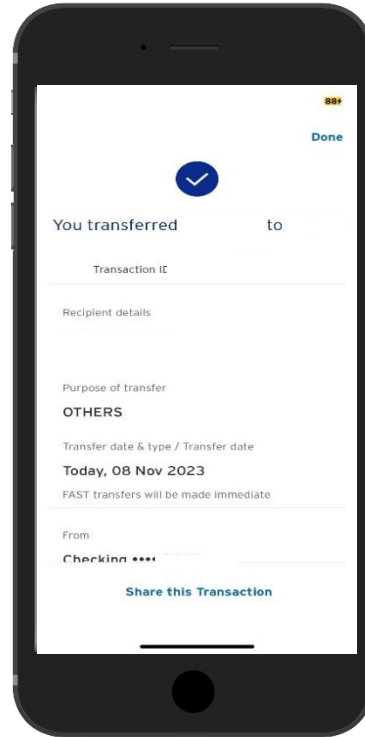 88
Done
You transferred to
Transaction ID
Recipient details
Purpose of transfer
OTHERS
Transfer date & type / Transfer date
Today, 08 Nov 2023
FAST transfers will be made immediate
From
Checking ••••
Share this Transaction